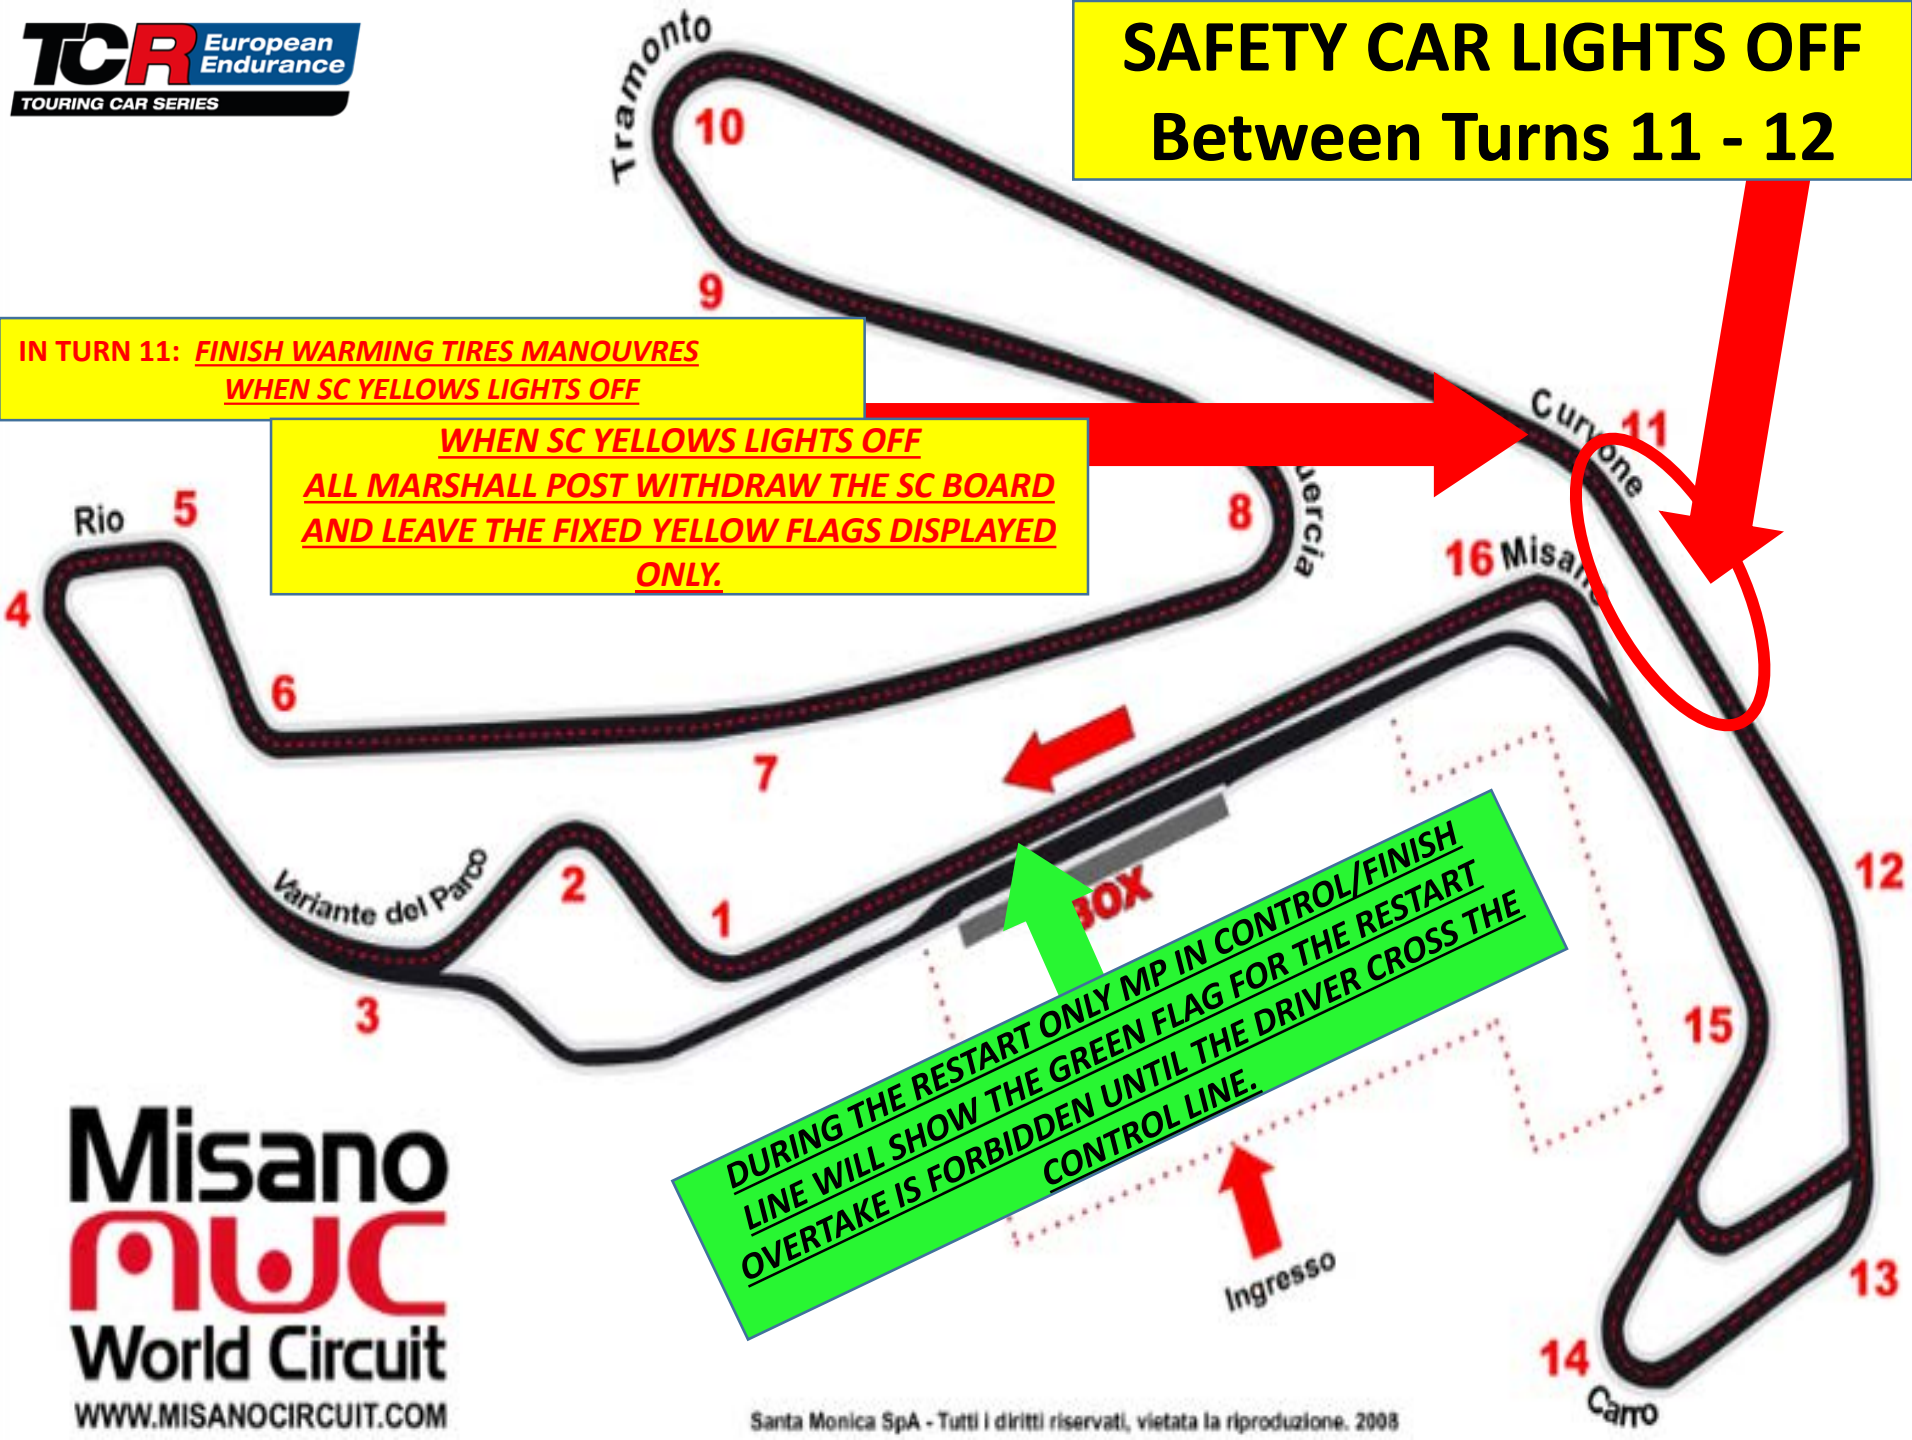 TCR European
Endurance
TOURING CAR SERIES
SAFETY CAR LIGHTS OFF
Between Turns 11 - 12
Tramonto
10
9
IN TURN 11: FINISH WARMING TIRES MANOUVRES
WHEN SC YELLOWS LIGHTS OFF
WHEN SC YELLOWS LIGHTS OFF
ALL MARSHALL POST WITHDRAW THE SC BOARD
AND LEAVE THE FIXED YELLOW FLAGS DISPLAYED
ONLY.
Curvone
11
8
Rio
5
4
6
7
16 Misano
Variante del Parco
2
1
3
BOX
12
15
DURING THE RESTART ONLY MP IN CONTROL/FINISH
LINE WILL SHOW THE GREEN FLAG FOR THE RESTART
OVERTAKE IS FORBIDDEN UNTIL THE DRIVER CROSS THE
CONTROL LINE.
Ingresso
13
14
Carro
Misano
MWC
World Circuit
WWW.MISANOCIRCUIT.COM
Santa Monica SpA - Tutti i diritti riservati, vietata la riproduzione. 2008